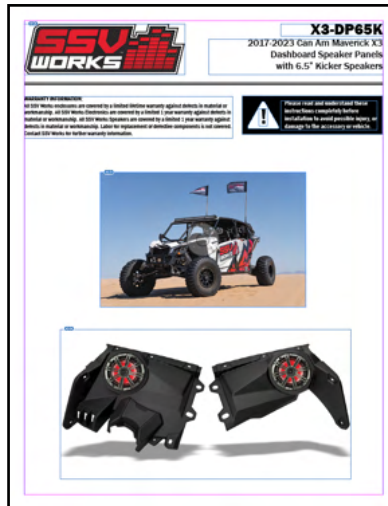 SSV
WORKS
X3-DP65K
2017-2023 Can Am Maverick X3
Dashboard Speaker Panels
with 6.5" Kicker Speakers
WARRANTY INFORMATION:
All SSV Works enclosures are covered by a limited lifetime warranty against defects in material or
workmanship. All SSV Works Electronics are covered by a limited 1 year warranty against defects in
material or workmanship. All SSV Works Speakers are covered by a limited 1 year warranty against
defects in material or workmanship. Labor for replacement of defective components is not covered.
Contact SSV Works for further warranty information.
Please read and understand these
instructions completely before
installation to avoid possible injury, or
damage to the accessory or vehicle.